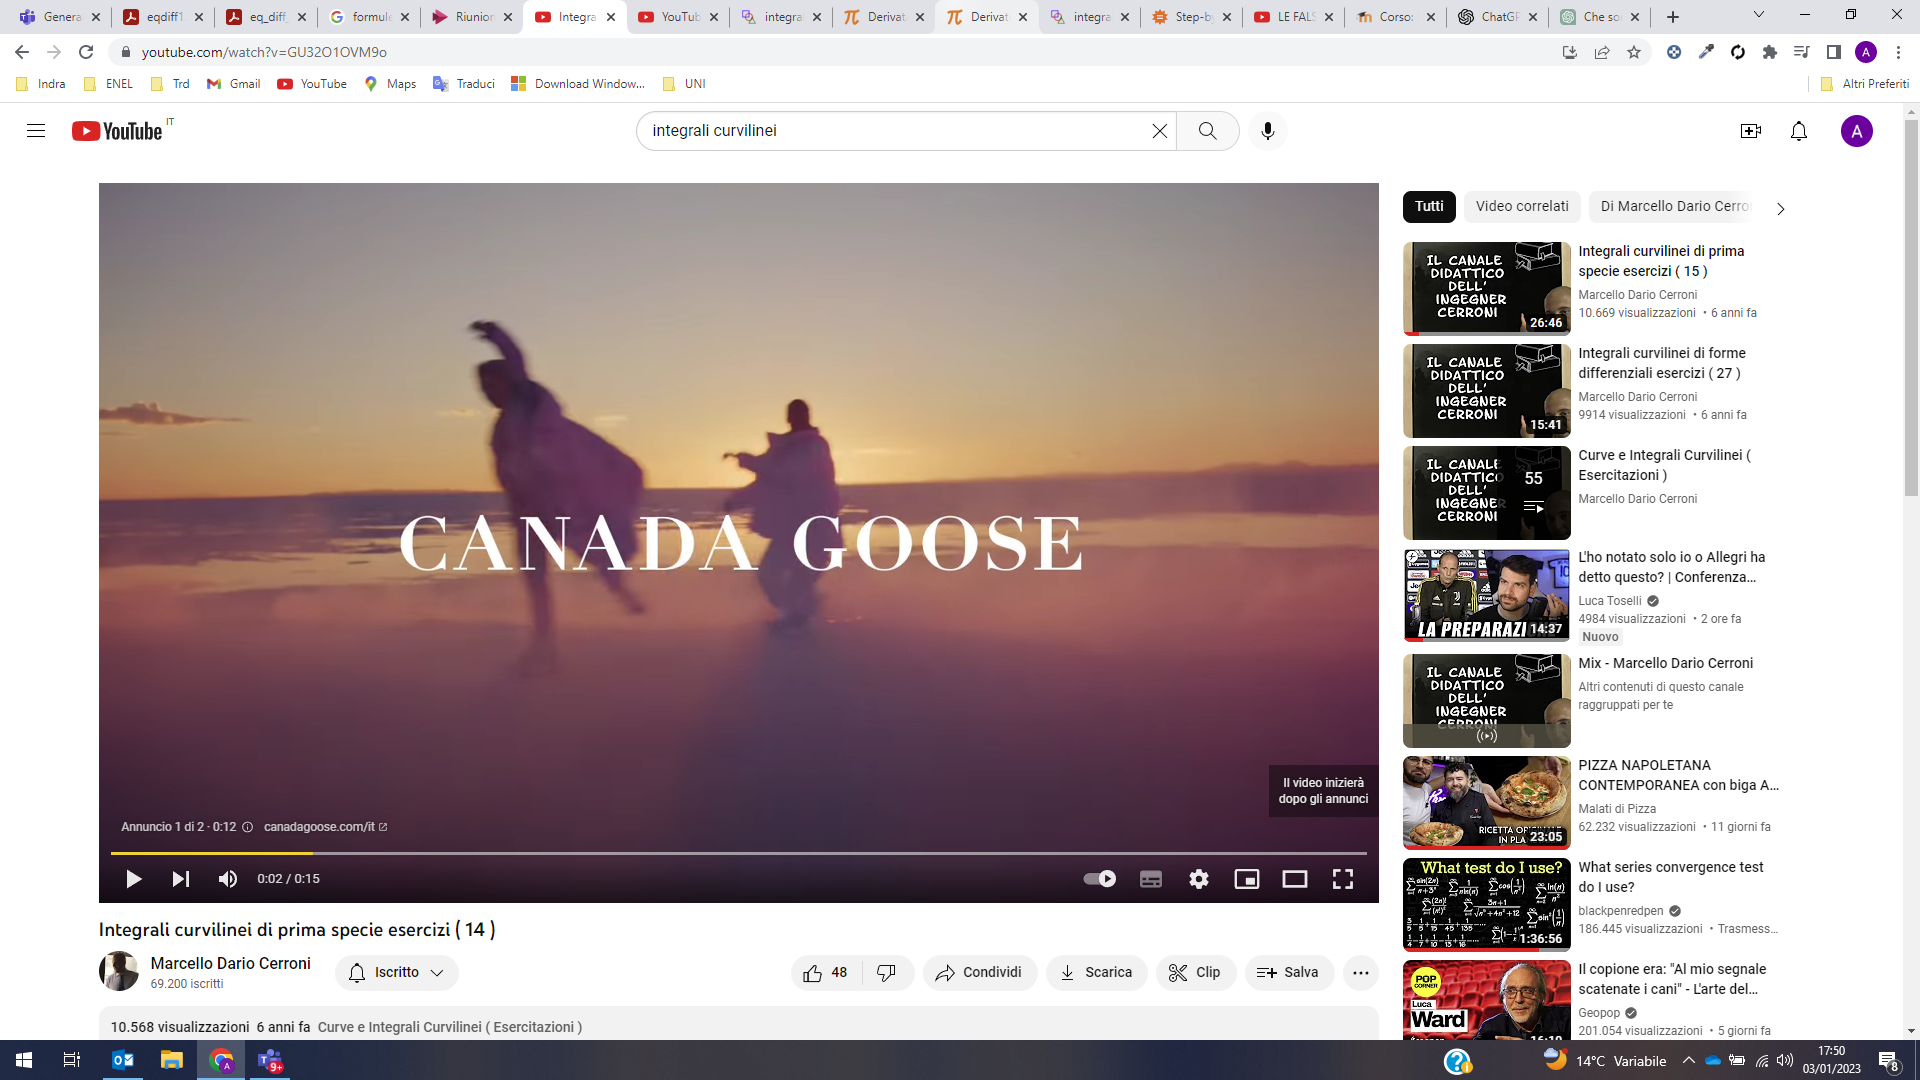 Genera
eqdiff1
eq_diff_
formule
Riunion
Integra
YouTub
integra
Derivat
Derivat
integra
Step-by
LE FALS
Corso:
ChatGP
Che so
youtube.com/watch?v=GU32O1OVM9o
Indra
ENEL
Trd
Gmail
YouTube
Maps
Traduci
Download Window...
UNI
Altri Preferiti
YouTube IT
integrali curvilinei
A
CANADA GOOSE
Il video inizierà
dopo gli annunci
Annuncio 1 di 2 · 0:12
canadagoose.com/it
0:02 / 0:15
Integrali curvilinei di prima specie esercizi ( 14 )
Marcello Dario Cerroni
69.200 iscritti
Iscritto
48
Condividi
Scarica
Clip
Salva
10.568 visualizzazioni 6 anni fa Curve e Integrali Curvilinei ( Esercitazioni )
Tutti
Video correlati
Di Marcello Dario Cerro
IL CANALE
DIDATTICO
DELL'
INGEGNER
CERRONI
26:46
Integrali curvilinei di prima
specie esercizi ( 15 )
Marcello Dario Cerroni
10.669 visualizzazioni • 6 anni fa
IL CANALE
DIDATTICO
DELL'
INGEGNER
CERRONI
15:41
Integrali curvilinei di forme
differenziali esercizi ( 27 )
Marcello Dario Cerroni
9914 visualizzazioni • 6 anni fa
IL CANALE
DIDATTICO
DELL'
INGEGNER
CERRONI
55
Curve e Integrali Curvilinei (
Esercitazioni )
Marcello Dario Cerroni
LA PREPARAZI
14:37
L'ho notato solo io o Allegri ha
detto questo? | Conferenza...
Luca Toselli
4984 visualizzazioni • 2 ore fa
Nuovo
IL CANALE
DIDATTICO
DELL'
INGEGNER
CERRONI
Mix - Marcello Dario Cerroni
Altri contenuti di questo canale
raggruppati per te
RICETTA
IN PLA
23:05
PIZZA NAPOLETANA
CONTEMPORANEA con biga A...
Malati di Pizza
62.232 visualizzazioni • 11 giorni fa
What test do I use?
1:36:56
What series convergence test
do I use?
blackpenredpen
186.445 visualizzazioni • Trasmess...
POP
CORNER
Luca
Ward
16:10
Il copione era: "Al mio segnale
scatenate i cani" - L'arte del...
Geopop
201.054 visualizzazioni • 5 giorni fa
9+
14°C Variabile
17:50
03/01/2023
8